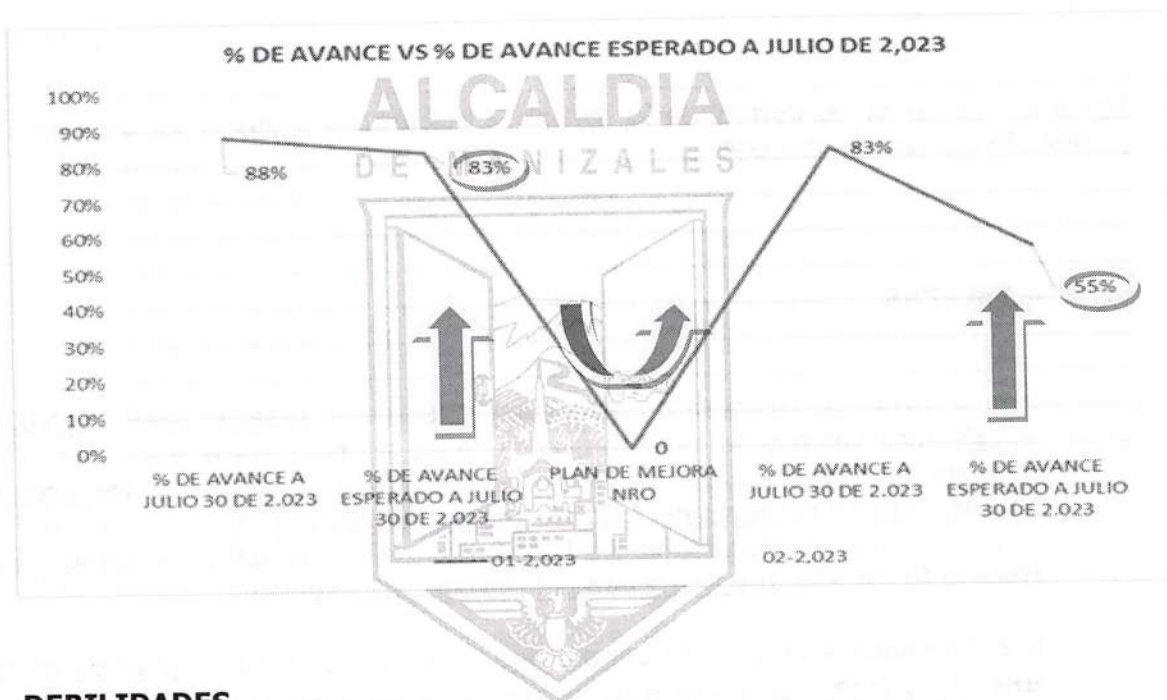 % DE AVANCE VS % DE AVANCE ESPERADO A JULIO DE 2,023
ALCALDIA
DE MANIZALES
100%
90%
80%
70%
60%
50%
40%
30%
20%
10%
0%
88%
83%
0
83%
55%
% DE AVANCE A
JULIO 30 DE 2.023
% DE AVANCE
ESPERADO A JULIO
30 DE 2.023
PLAN DE MEJORA
NRO
% DE AVANCE A
JULIO 30 DE 2.023
% DE AVANCE
ESPERADO A JULIO
30 DE 2.023
01-2,023
02-2,023
DEBILIDADES